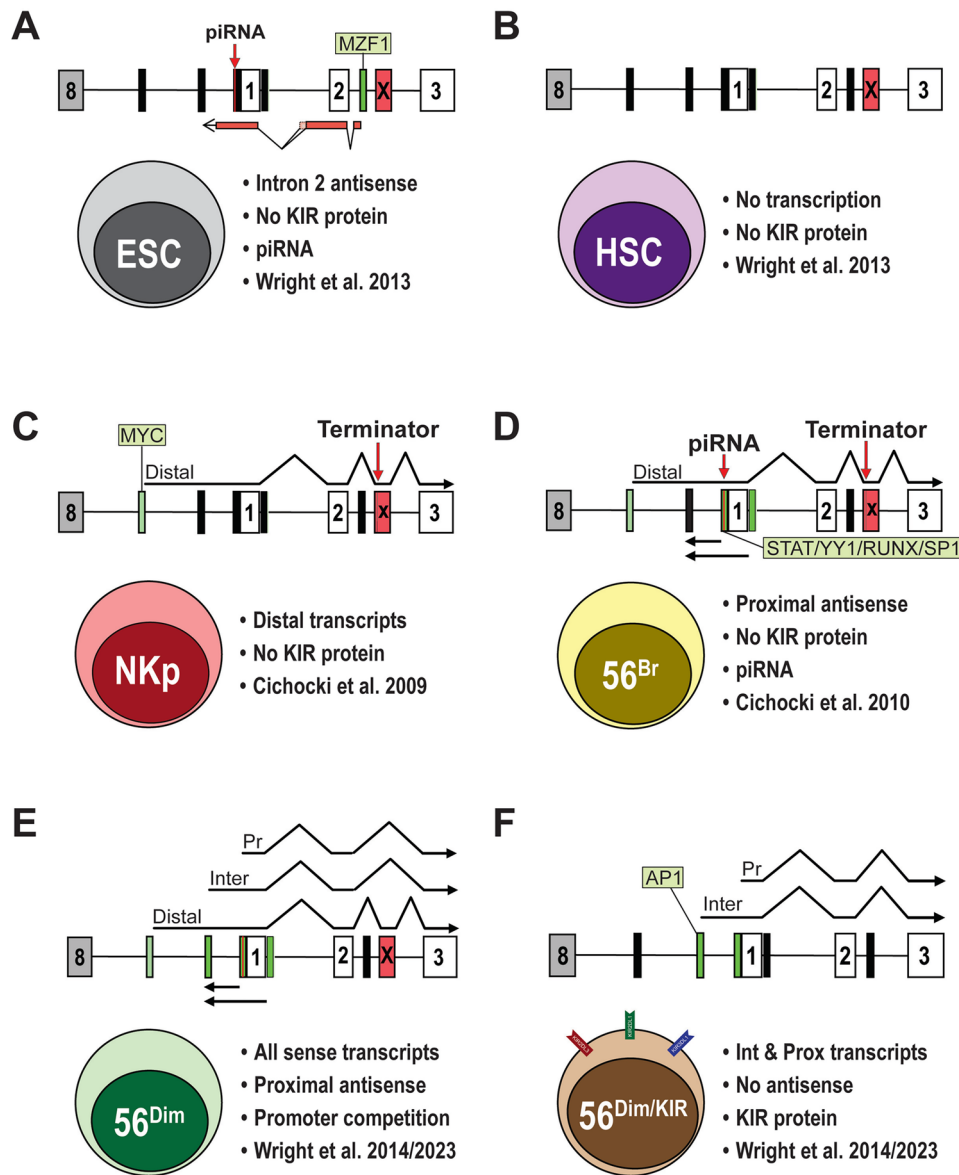 A
piRNA
MZF1
8 1 2 X 3
ESC
• Intron 2 antisense
• No KIR protein
• piRNA
• Wright et al. 2013
B
8 1 2 X 3
HSC
• No transcription
• No KIR protein
• Wright et al. 2013
C
MYC
Terminator
Distal
8 1 2 x 3
NKp
• Distal transcripts
• No KIR protein
• Cichocki et al. 2009
D
piRNA
Terminator
Distal
8 1 2 x 3
STAT/YY1/RUNX/SP1
56Br
• Proximal antisense
• No KIR protein
• piRNA
• Cichocki et al. 2010
E
Pr
Inter
Distal
8 1 2 X 3
56Dim
• All sense transcripts
• Proximal antisense
• Promoter competition
• Wright et al. 2014/2023
F
Pr
AP1
Inter
8 1 2 3
56Dim/KIR
• Int & Prox transcripts
• No antisense
• KIR protein
• Wright et al. 2014/2023